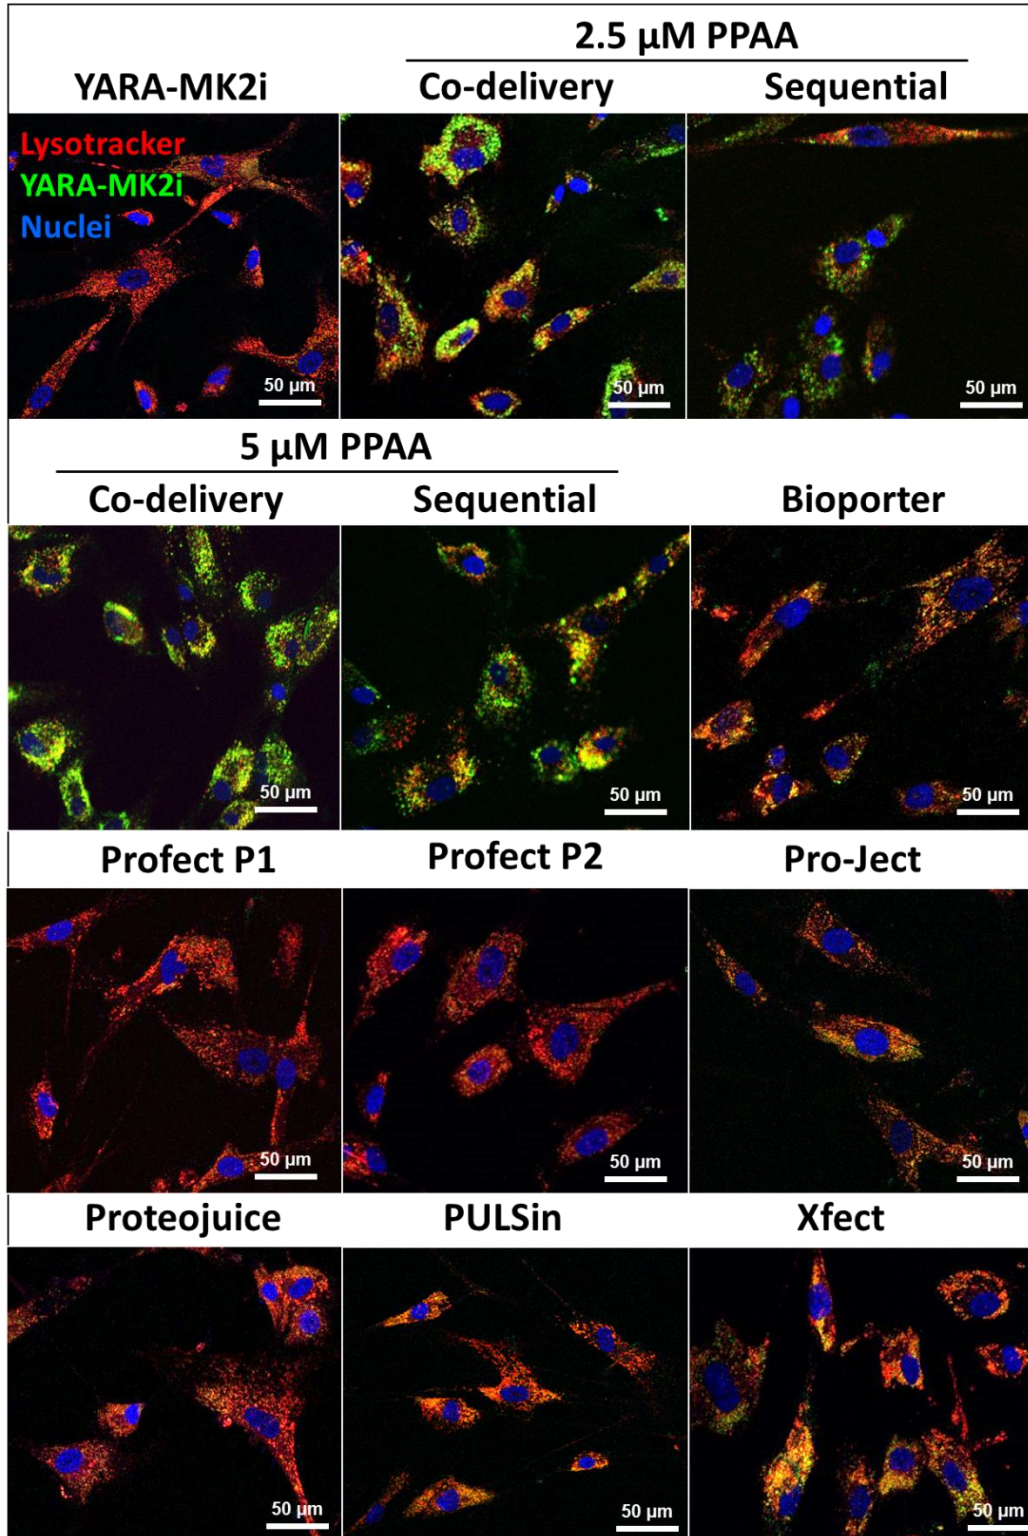 2.5 µM PPAA
YARA-MK2i
Co-delivery
Sequential
Lysotracker
YARA-MK2i
Nuclei
50 µm
50 µm
50 µm
5 µM PPAA
Co-delivery
Sequential
Bioporter
50 µm
50 µm
50 µm
Profect P1
Profect P2
Pro-Ject
50 µm
50 µm
50 µm
Proteojuice
PULSin
Xfect
50 µm
50 µm
50 µm